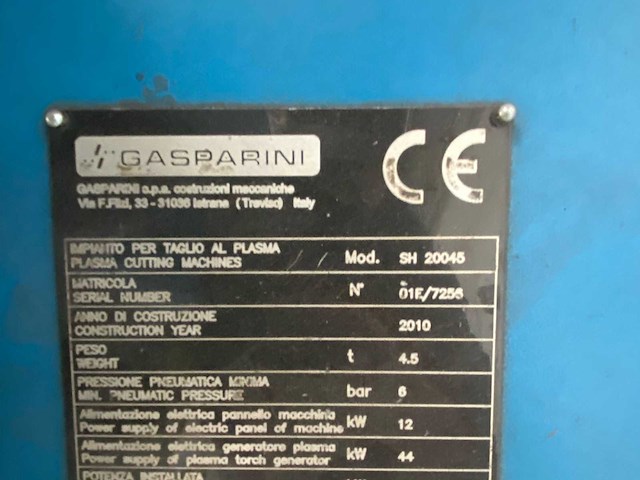 GASPARINI
CE
GASPARINI s.p.a. costruzioni meccaniche
Via F.Filzi, 33 - 31036 Istrana (Treviso) Italy
IMPIANTO PER TAGLIO AL PLASMA
PLASMA CUTTING MACHINES Mod. SH 20045
MATRICOLA
SERIAL NUMBER N° 01F/7256
ANNO DI COSTRUZIONE
CONSTRUCTION YEAR 2010
PESO
WEIGHT t 4.5
PRESSIONE PNEUMATICA MINIMA
MIN. PNEUMATIC PRESSURE bar 6
Alimentazione elettrica pannello macchina
Power supply of electric panel of machine kW 12
Alimentazione elettrica generatore plasma
Power supply of plasma torch generator kW 44
POTENZA INSTALLATA